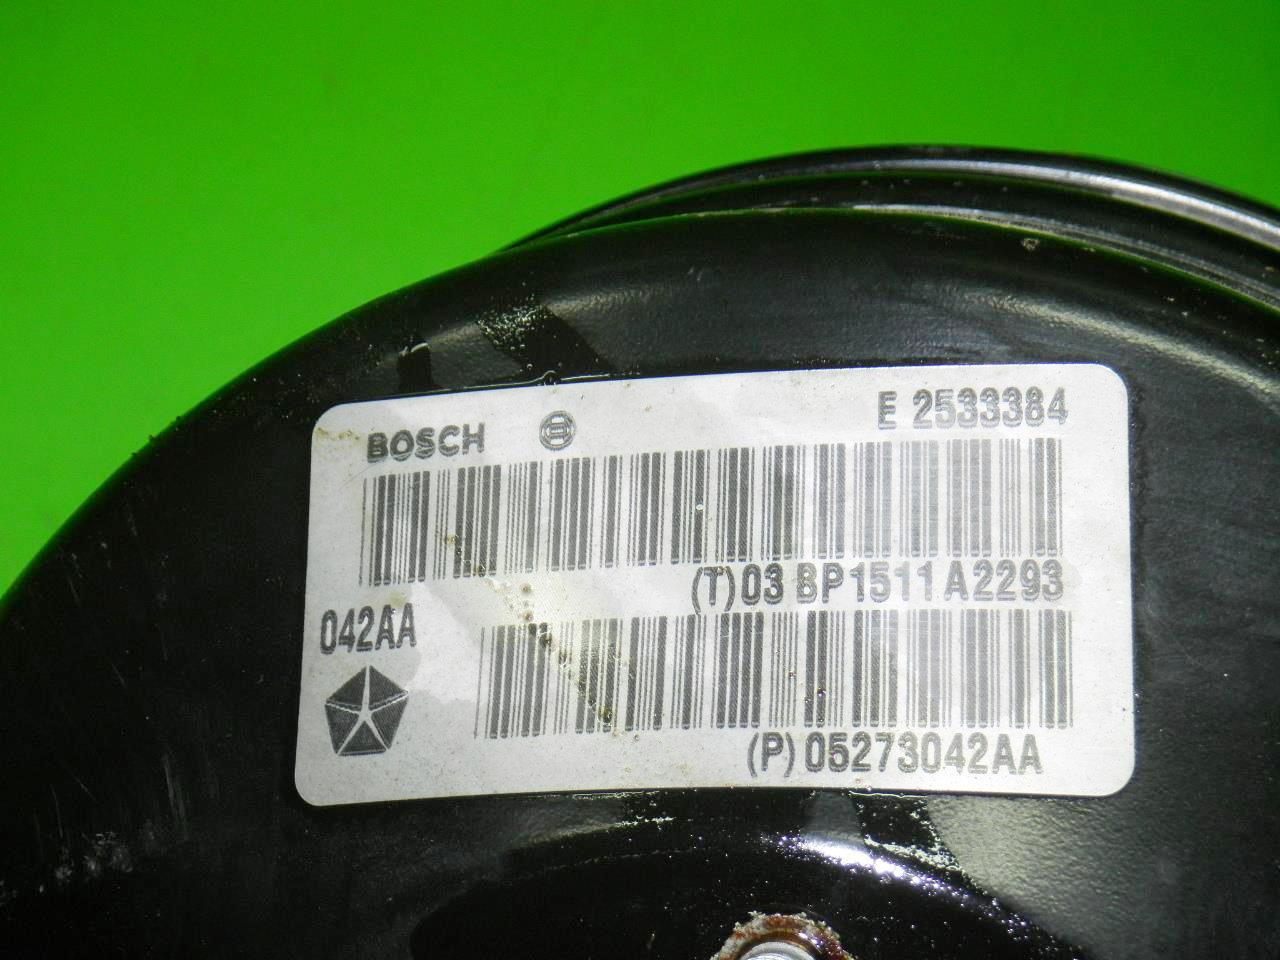 BOSCH E 2533384
(T)03 BP1511A2293
042AA
(P)05273042AA